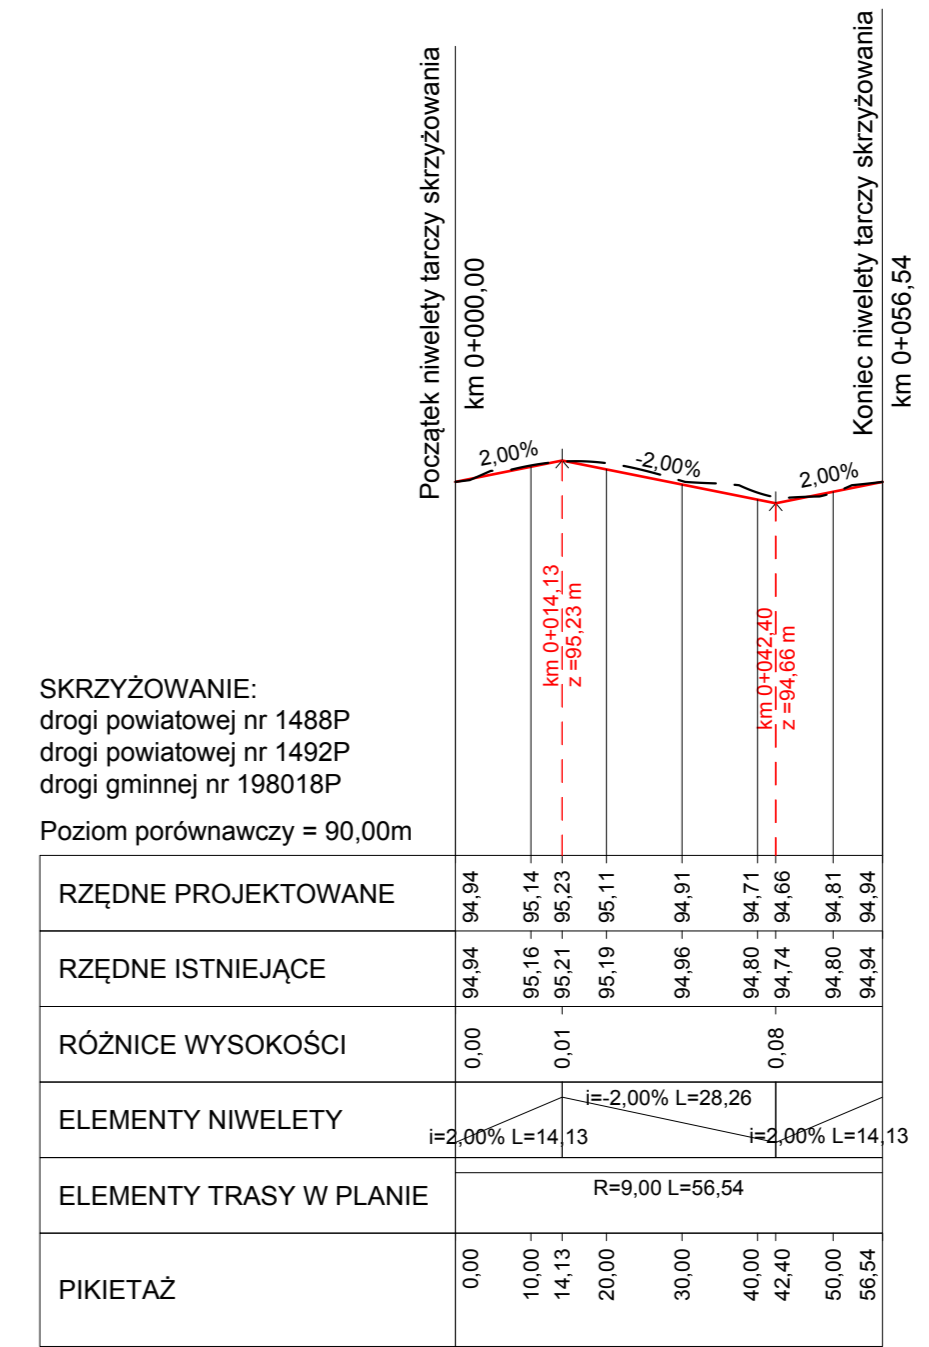 Początek niwelety tarczy skrzyżowania
km 0+000,00
Koniec niwelety tarczy skrzyżowania
km 0+056,54
2,00%
-2,00%
2,00%
km 0+014,13
z =95,23 m
km 0+042,40
z =94,66 m
SKRZYŻOWANIE:
drogi powiatowej nr 1488P
drogi powiatowej nr 1492P
drogi gminnej nr 198018P
Poziom porównawczy = 90,00m
RZĘDNE PROJEKTOWANE 94,94 95,14 95,23 95,11 94,91 94,71 94,66 94,81 94,94
RZĘDNE ISTNIEJĄCE 94,94 95,16 95,21 95,19 94,96 94,80 94,74 94,80 94,94
RÓŻNICE WYSOKOŚCI 0,00 0,01 0,08
ELEMENTY NIWELETY i=2,00% L=14,13 i=-2,00% L=28,26 i=2,00% L=14,13
ELEMENTY TRASY W PLANIE R=9,00 L=56,54
PIKIETAŻ 0,00 10,00 14,13 20,00 30,00 40,00 42,40 50,00 56,54